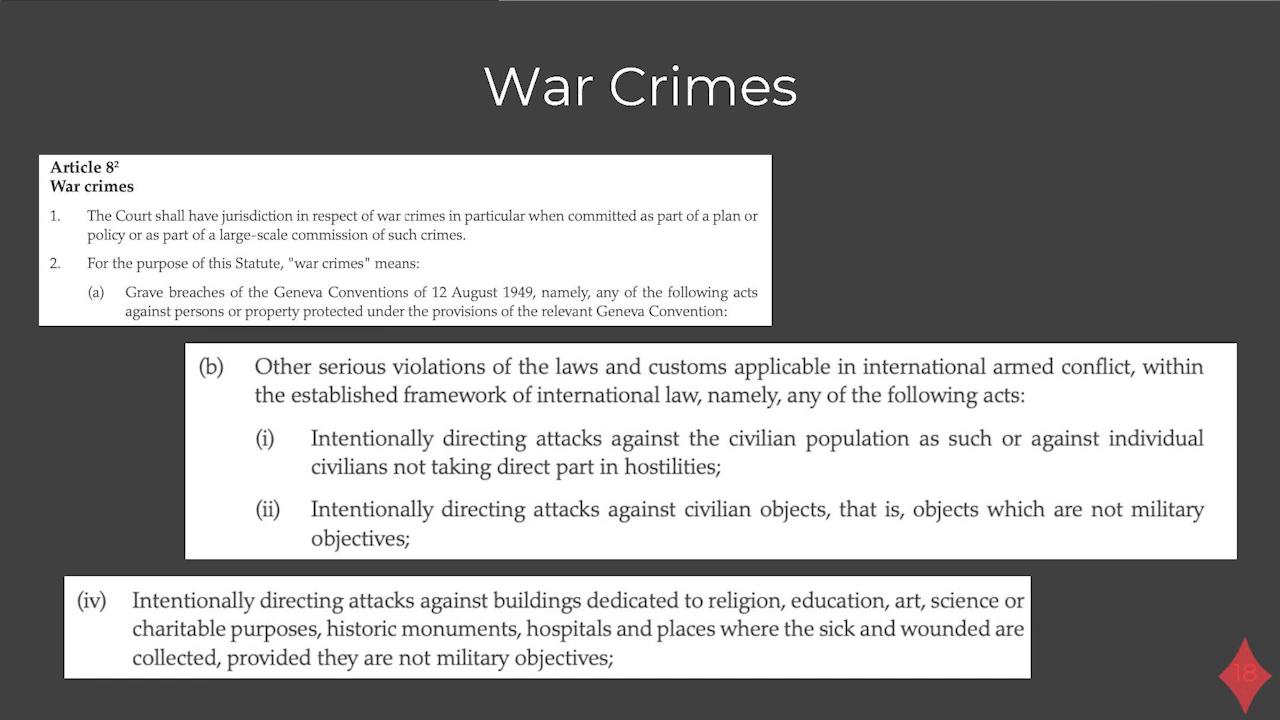 War Crimes
Article 8²
War crimes
1. The Court shall have jurisdiction in respect of war crimes in particular when committed as part of a plan or
policy or as part of a large-scale commission of such crimes.
2. For the purpose of this Statute, "war crimes" means:
(a) Grave breaches of the Geneva Conventions of 12 August 1949, namely, any of the following acts
against persons or property protected under the provisions of the relevant Geneva Convention:
(b) Other serious violations of the laws and customs applicable in international armed conflict, within
the established framework of international law, namely, any of the following acts:
(i) Intentionally directing attacks against the civilian population as such or against individual
civilians not taking direct part in hostilities;
(ii) Intentionally directing attacks against civilian objects, that is, objects which are not military
objectives;
(iv) Intentionally directing attacks against buildings dedicated to religion, education, art, science or
charitable purposes, historic monuments, hospitals and places where the sick and wounded are
collected, provided they are not military objectives;
18